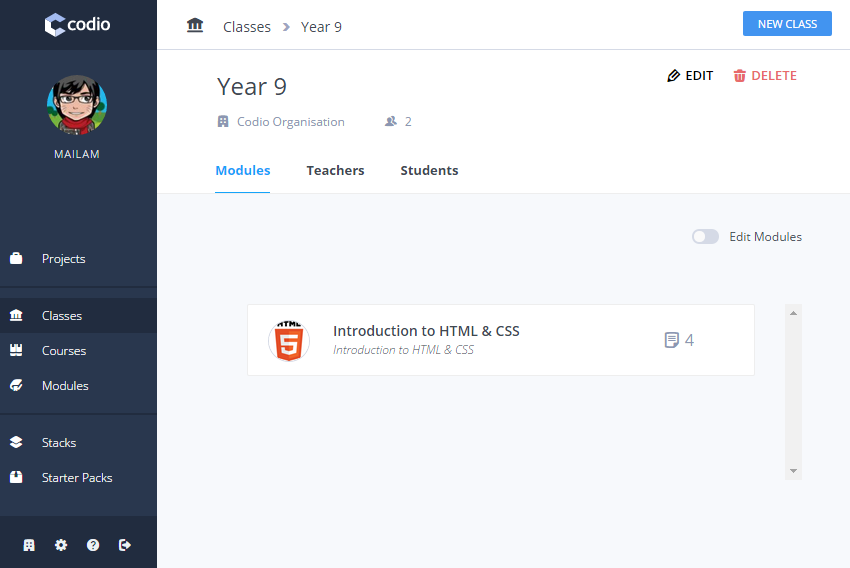 codio
MAILAM
Projects
Classes
Courses
Modules
Stacks
Starter Packs
Classes
Year 9
NEW CLASS
Year 9
EDIT
DELETE
Codio Organisation
2
Modules
Teachers
Students
Edit Modules
HTML
5
Introduction to HTML & CSS
Introduction to HTML & CSS
4